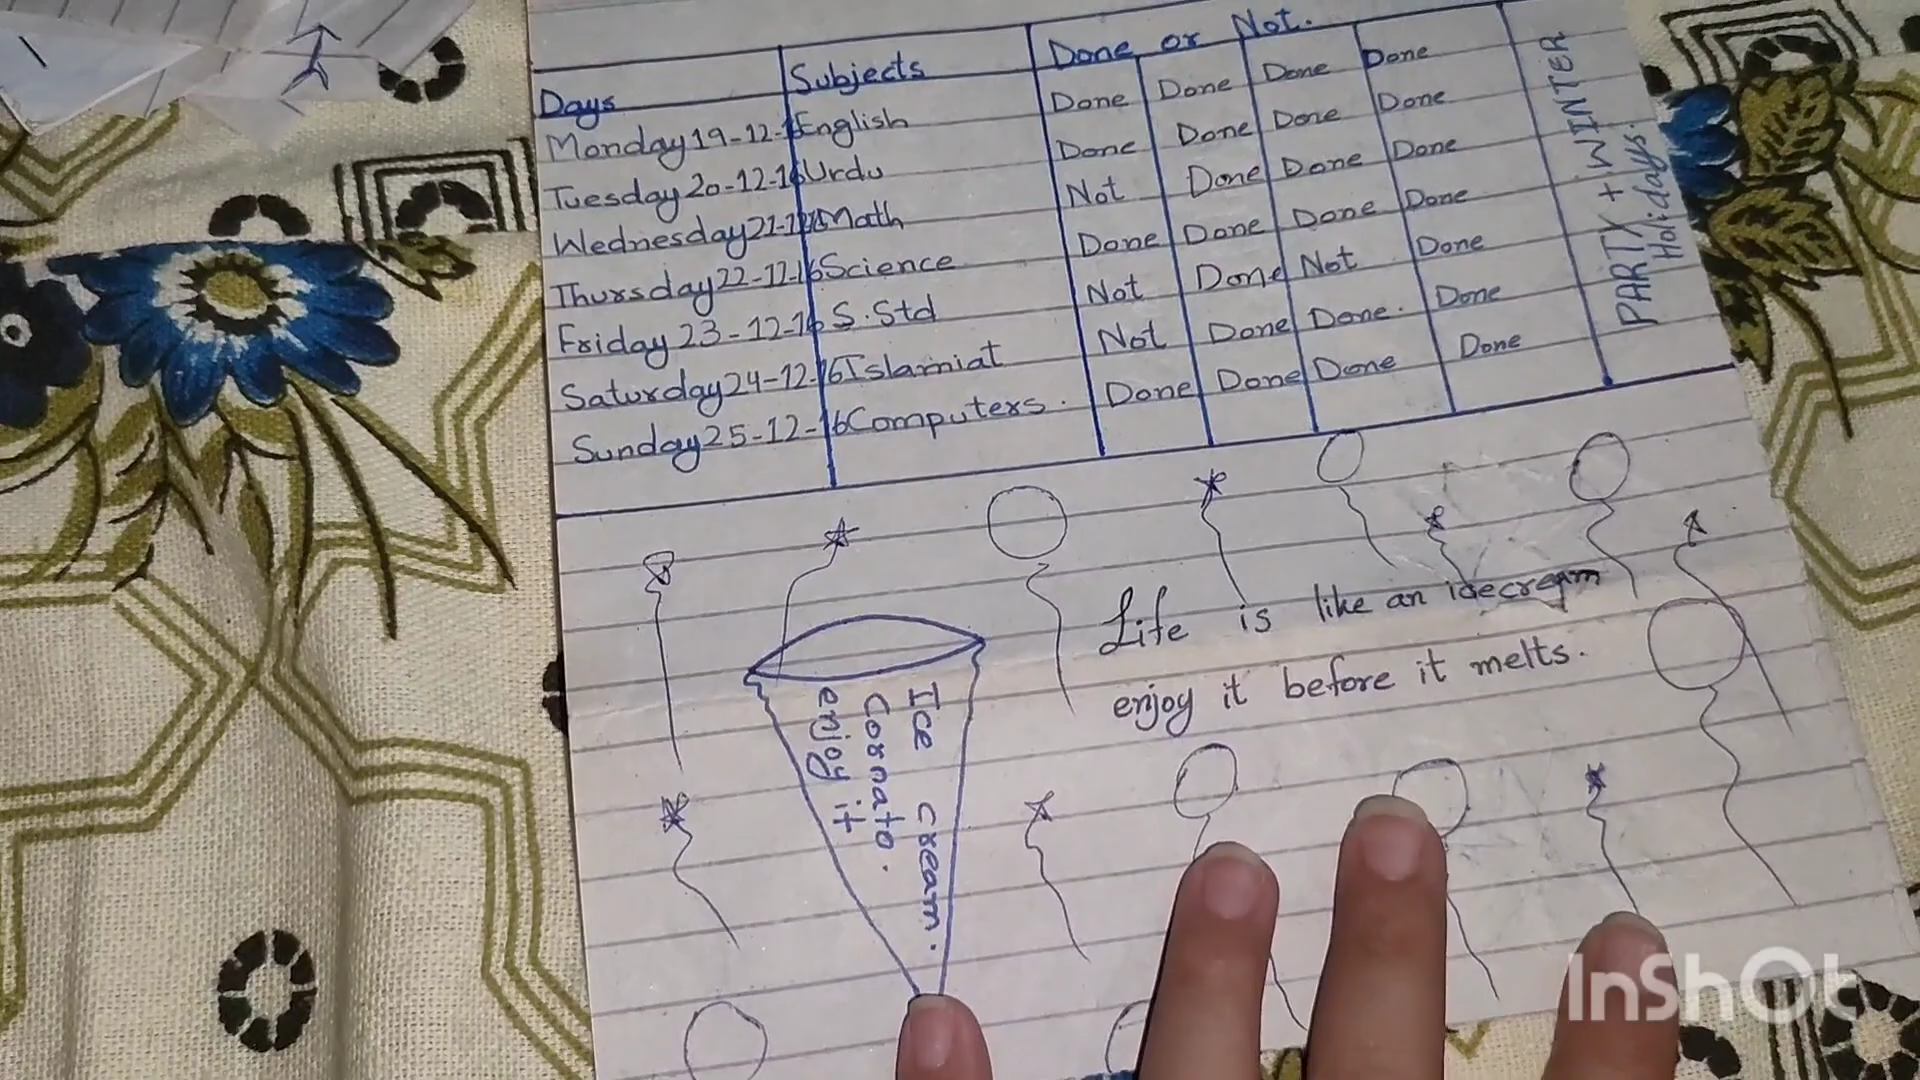 Days Subjects Done or Not.
Monday 19-12-16 English Done Done Done Done
Tuesday 20-12-16 Urdu Done Done Done Done
Wednesday 21-12-16 Math Not Done Done Done
Thursday 22-12-16 Science Done Done Done Done
Friday 23-12-16 S.Std Not Done Not Done
Saturday 24-12-16 Islamiat Not Done Done. Done
Sunday 25-12-16 Computers. Done Done Done Done
PARTY + WINTER
Holidays.
Life is like an icecream
enjoy it before it melts.
Ice cream.
Cornato.
enjoy it
InShOt